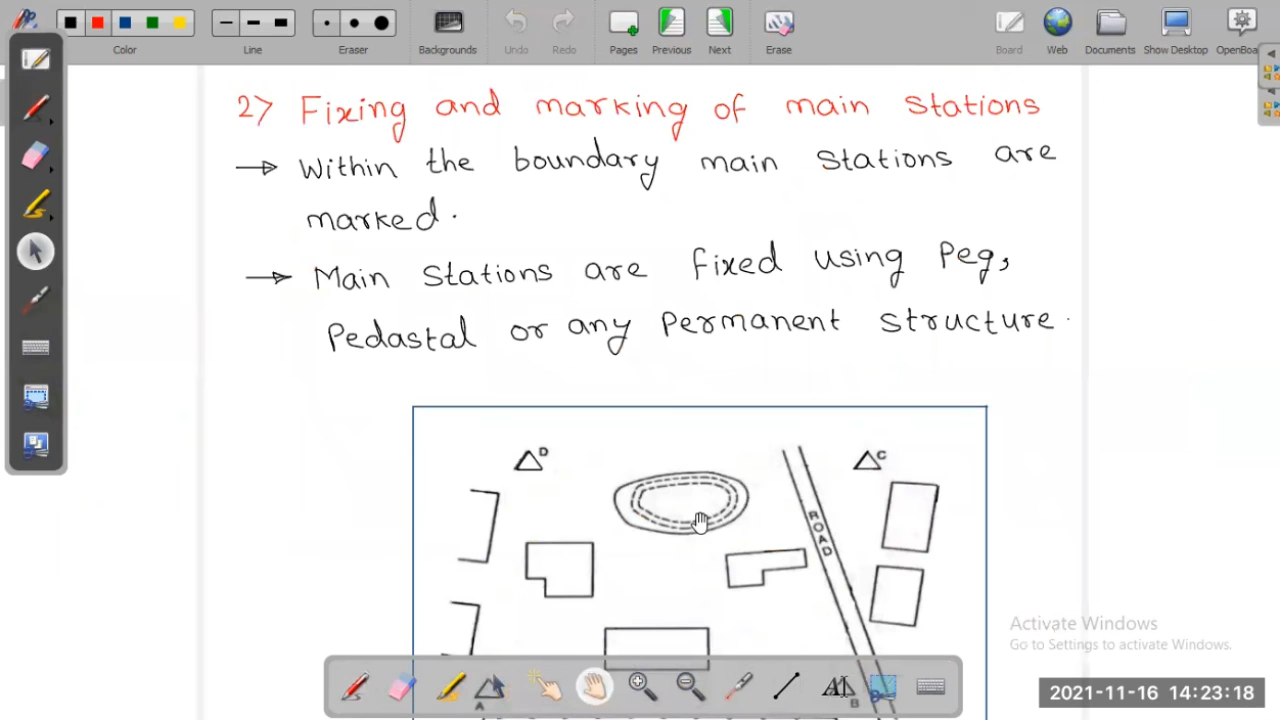 Color
Line
Eraser
Backgrounds
Undo
Redo
Pages
Previous
Next
Erase
Board
Web
Documents
Show Desktop
OpenBoa
2) Fixing and marking of main stations
→ Within the boundary main stations are
marked.
→ Main stations are fixed using Peg,
Pedastal or any Permanent structure.
D
C
ROAD
A
B
Activate Windows
Go to Settings to activate Windows.
2021-11-16 14:23:18